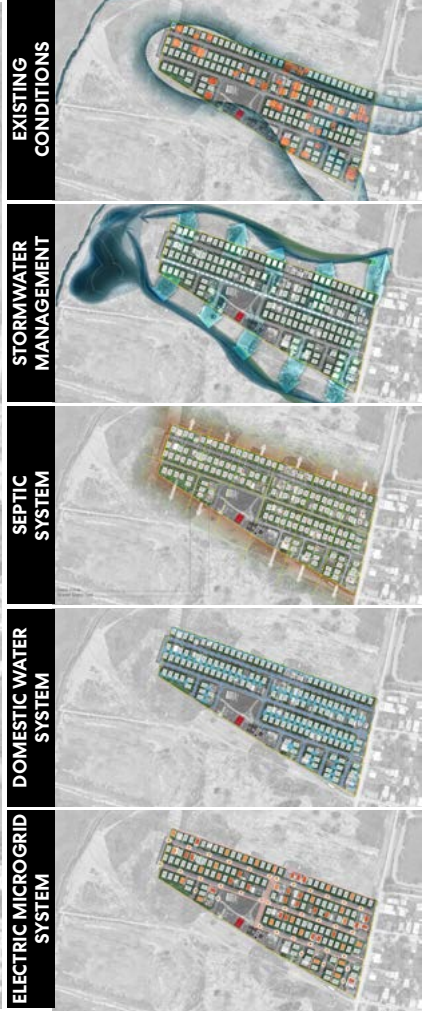 EXISTING
CONDITIONS
STORMWATER
MANAGEMENT
SEPTIC
SYSTEM
DOMESTIC WATER
SYSTEM
ELECTRIC MICROGRID
SYSTEM